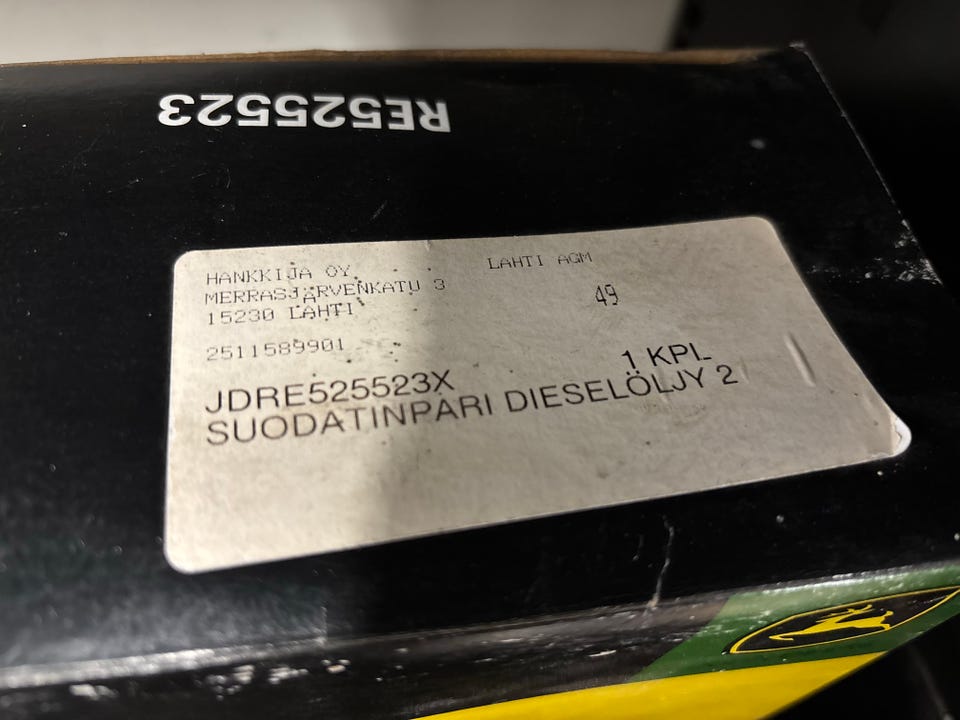 RE525523
HANKKIJA OY LAHTI AGM
MERRASJÄRVENKATU 3 49
15230 LAHTI
2511589901
1 KPL
JDRE525523X
SUODATINPARI DIESELÖLJY 2